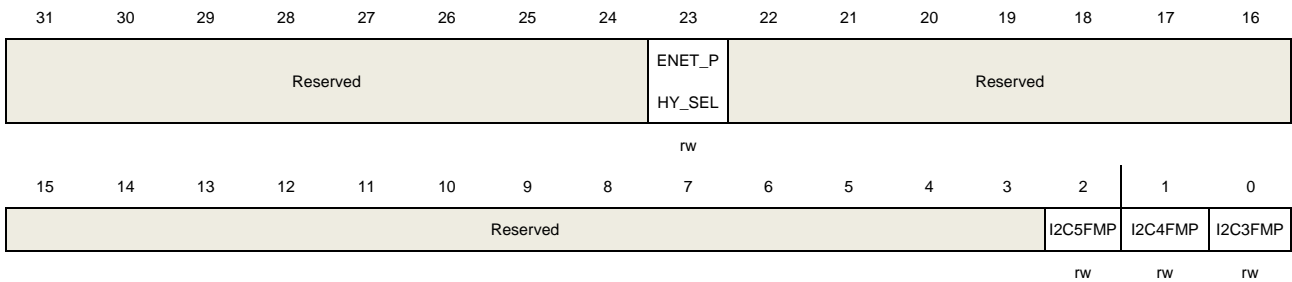 31 30 29 28 27 26 25 24 23 22 21 20 19 18 17 16
Reserved ENET_P
HY_SEL Reserved
rw
15 14 13 12 11 10 9 8 7 6 5 4 3 2 1 0
Reserved I2C5FMP I2C4FMP I2C3FMP
rw rw rw